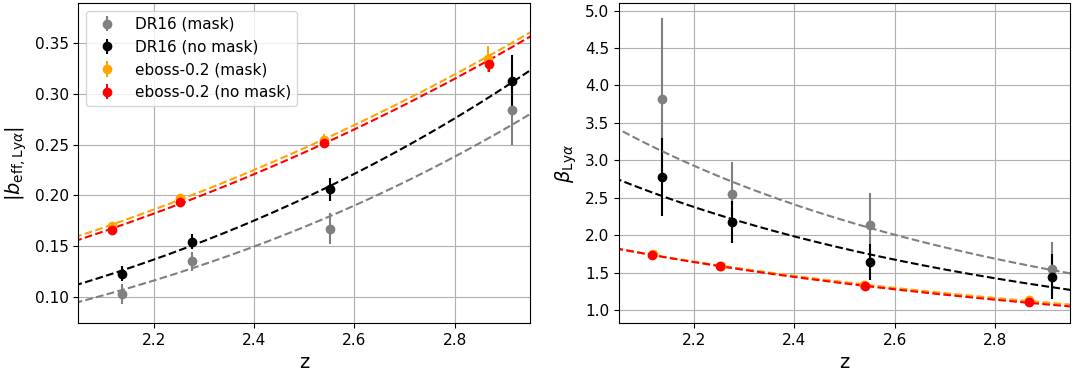 DR16 (mask)
DR16 (no mask)
eboss-0.2 (mask)
eboss-0.2 (no mask)
|b_eff, Lyα|
0.35
0.30
0.25
0.20
0.15
0.10
2.2
2.4
2.6
2.8
z
β_Lyα
5.0
4.5
4.0
3.5
3.0
2.5
2.0
1.5
1.0
2.2
2.4
2.6
2.8
z